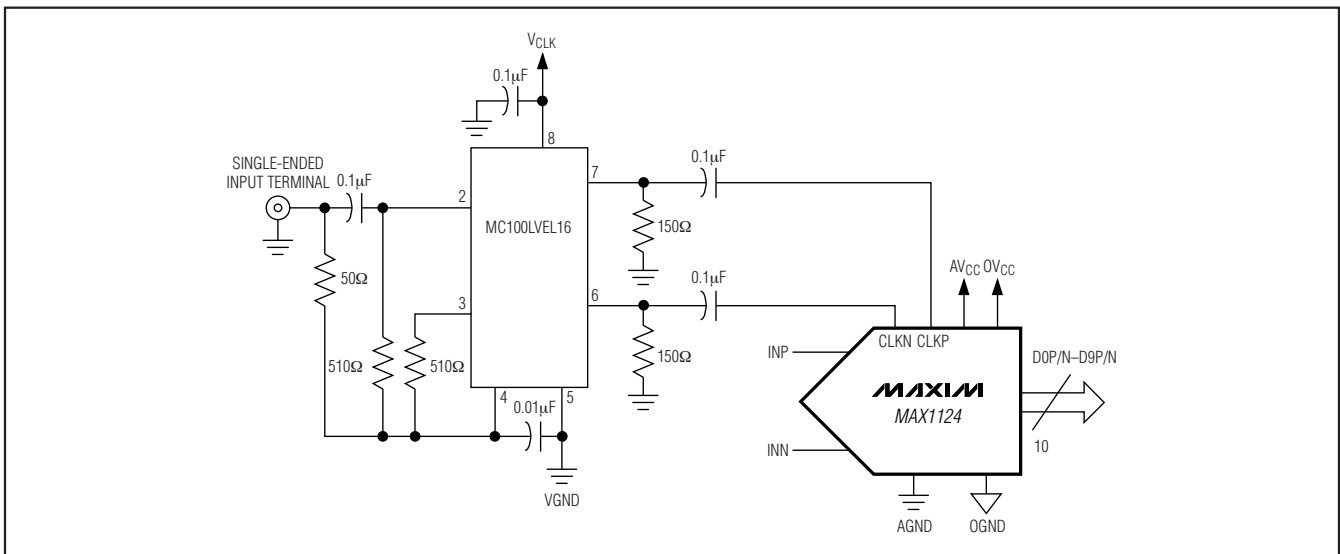 VCLK
0.1µF
8
SINGLE-ENDED
INPUT TERMINAL
0.1µF
2
7
0.1µF
MC100LVEL16
150Ω
50Ω
3
6
0.1µF
AVCC OVCC
510Ω
510Ω
150Ω
CLKN CLKP
INP
D0P/N–D9P/N
4
0.01µF
5
MAXIM
MAX1124
10
INN
VGND
AGND
OGND